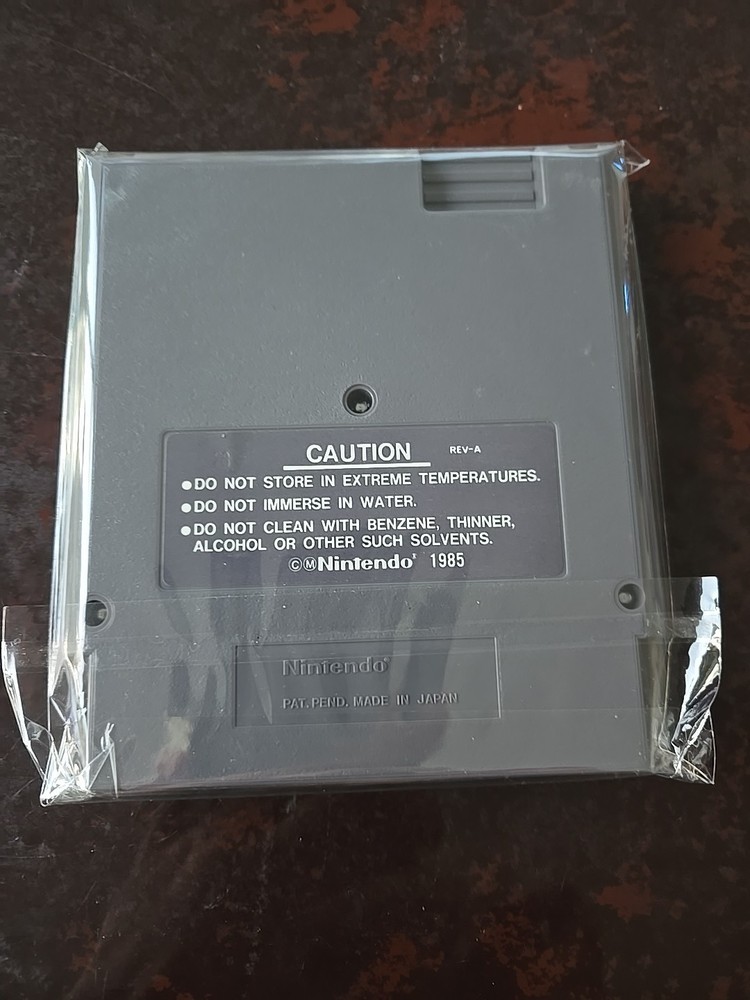 CAUTION REV-A
●DO NOT STORE IN EXTREME TEMPERATURES.
●DO NOT IMMERSE IN WATER.
●DO NOT CLEAN WITH BENZENE, THINNER,
ALCOHOL OR OTHER SUCH SOLVENTS.
©Ⓜ Nintendo 1985
Nintendo®
PAT. PEND. MADE IN JAPAN